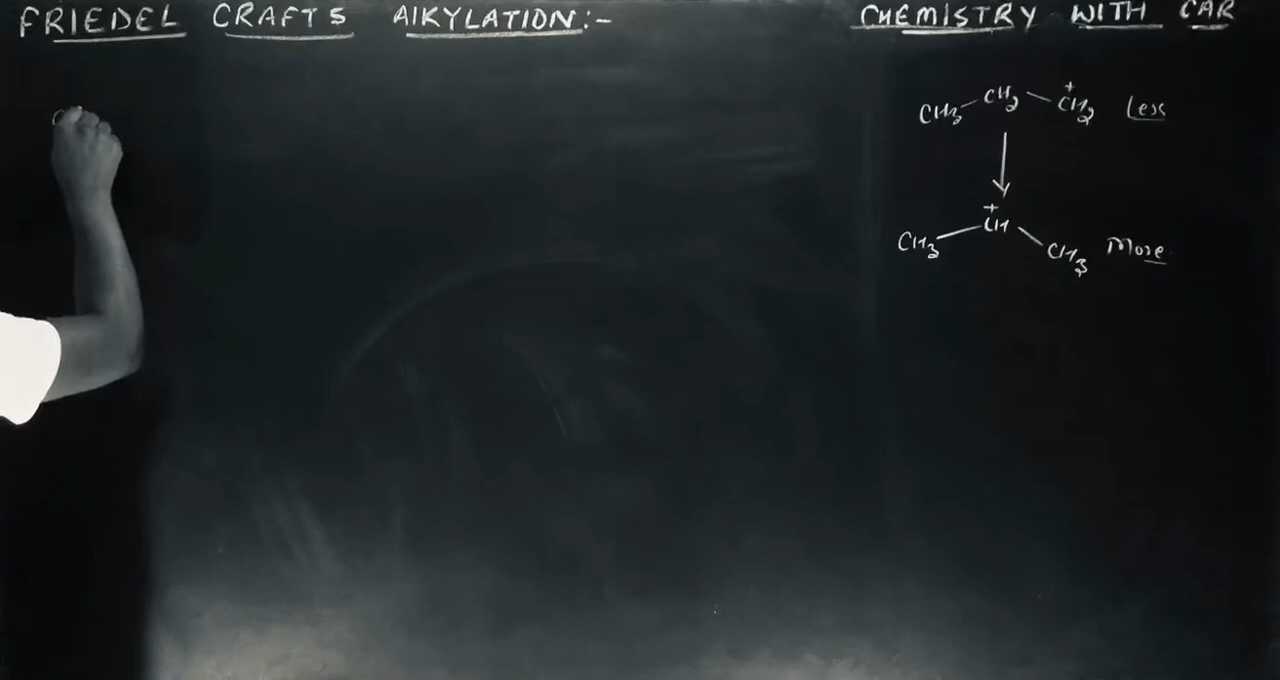 FRIEDEL CRAFTS AlKYLATION:-
CHEMISTRY WITH CAR
CH3 — CH2 — CH2 Less
+
↓
+
CH3 — CH — CH3 More